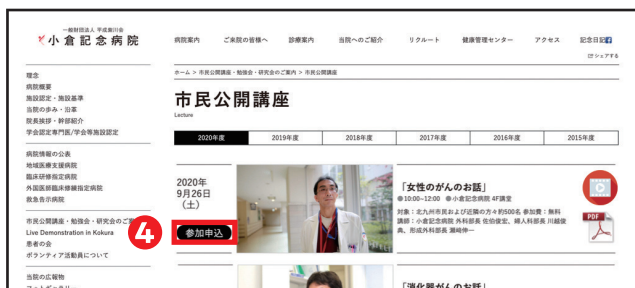 一般財団法人 平成紫川会
小倉記念病院
病院案内 ご来院の皆様へ 診療案内 当院へのご紹介 リクルート 健康管理センター アクセス 記念日記
シェアする
理念
病院概要
施設認定・施設基準
当院の歩み・沿革
院長挨拶・幹部紹介
学会認定専門医/学会等施設認定
病院情報の公表
地域医療支援病院
臨床研修指定病院
外国医師臨床修練指定病院
救急告示病院
市民公開講座・勉強会・研究会のご案
Live Demonstration in Kokura
患者の会
ボランティア活動員について
当院の広報物
ホーム > 市民公開講座・勉強会・研究会のご案内 > 市民公開講座
市民公開講座
Lecture
2020年度 2019年度 2018年度 2017年度 2016年度 2015年度
2020年
9月26日
(土)
4
参加申込
「女性のがんのお話」
●10:00~12:00 ●小倉記念病院 4F講堂
対象：北九州市民および近隣の方々約500名 参加費：無料
講師：小倉記念病院 外科部長 佐伯俊宏、婦人科部長 川越俊
典、形成外科部長 瀬崎伸一
PDF
「消化器がんのお話」